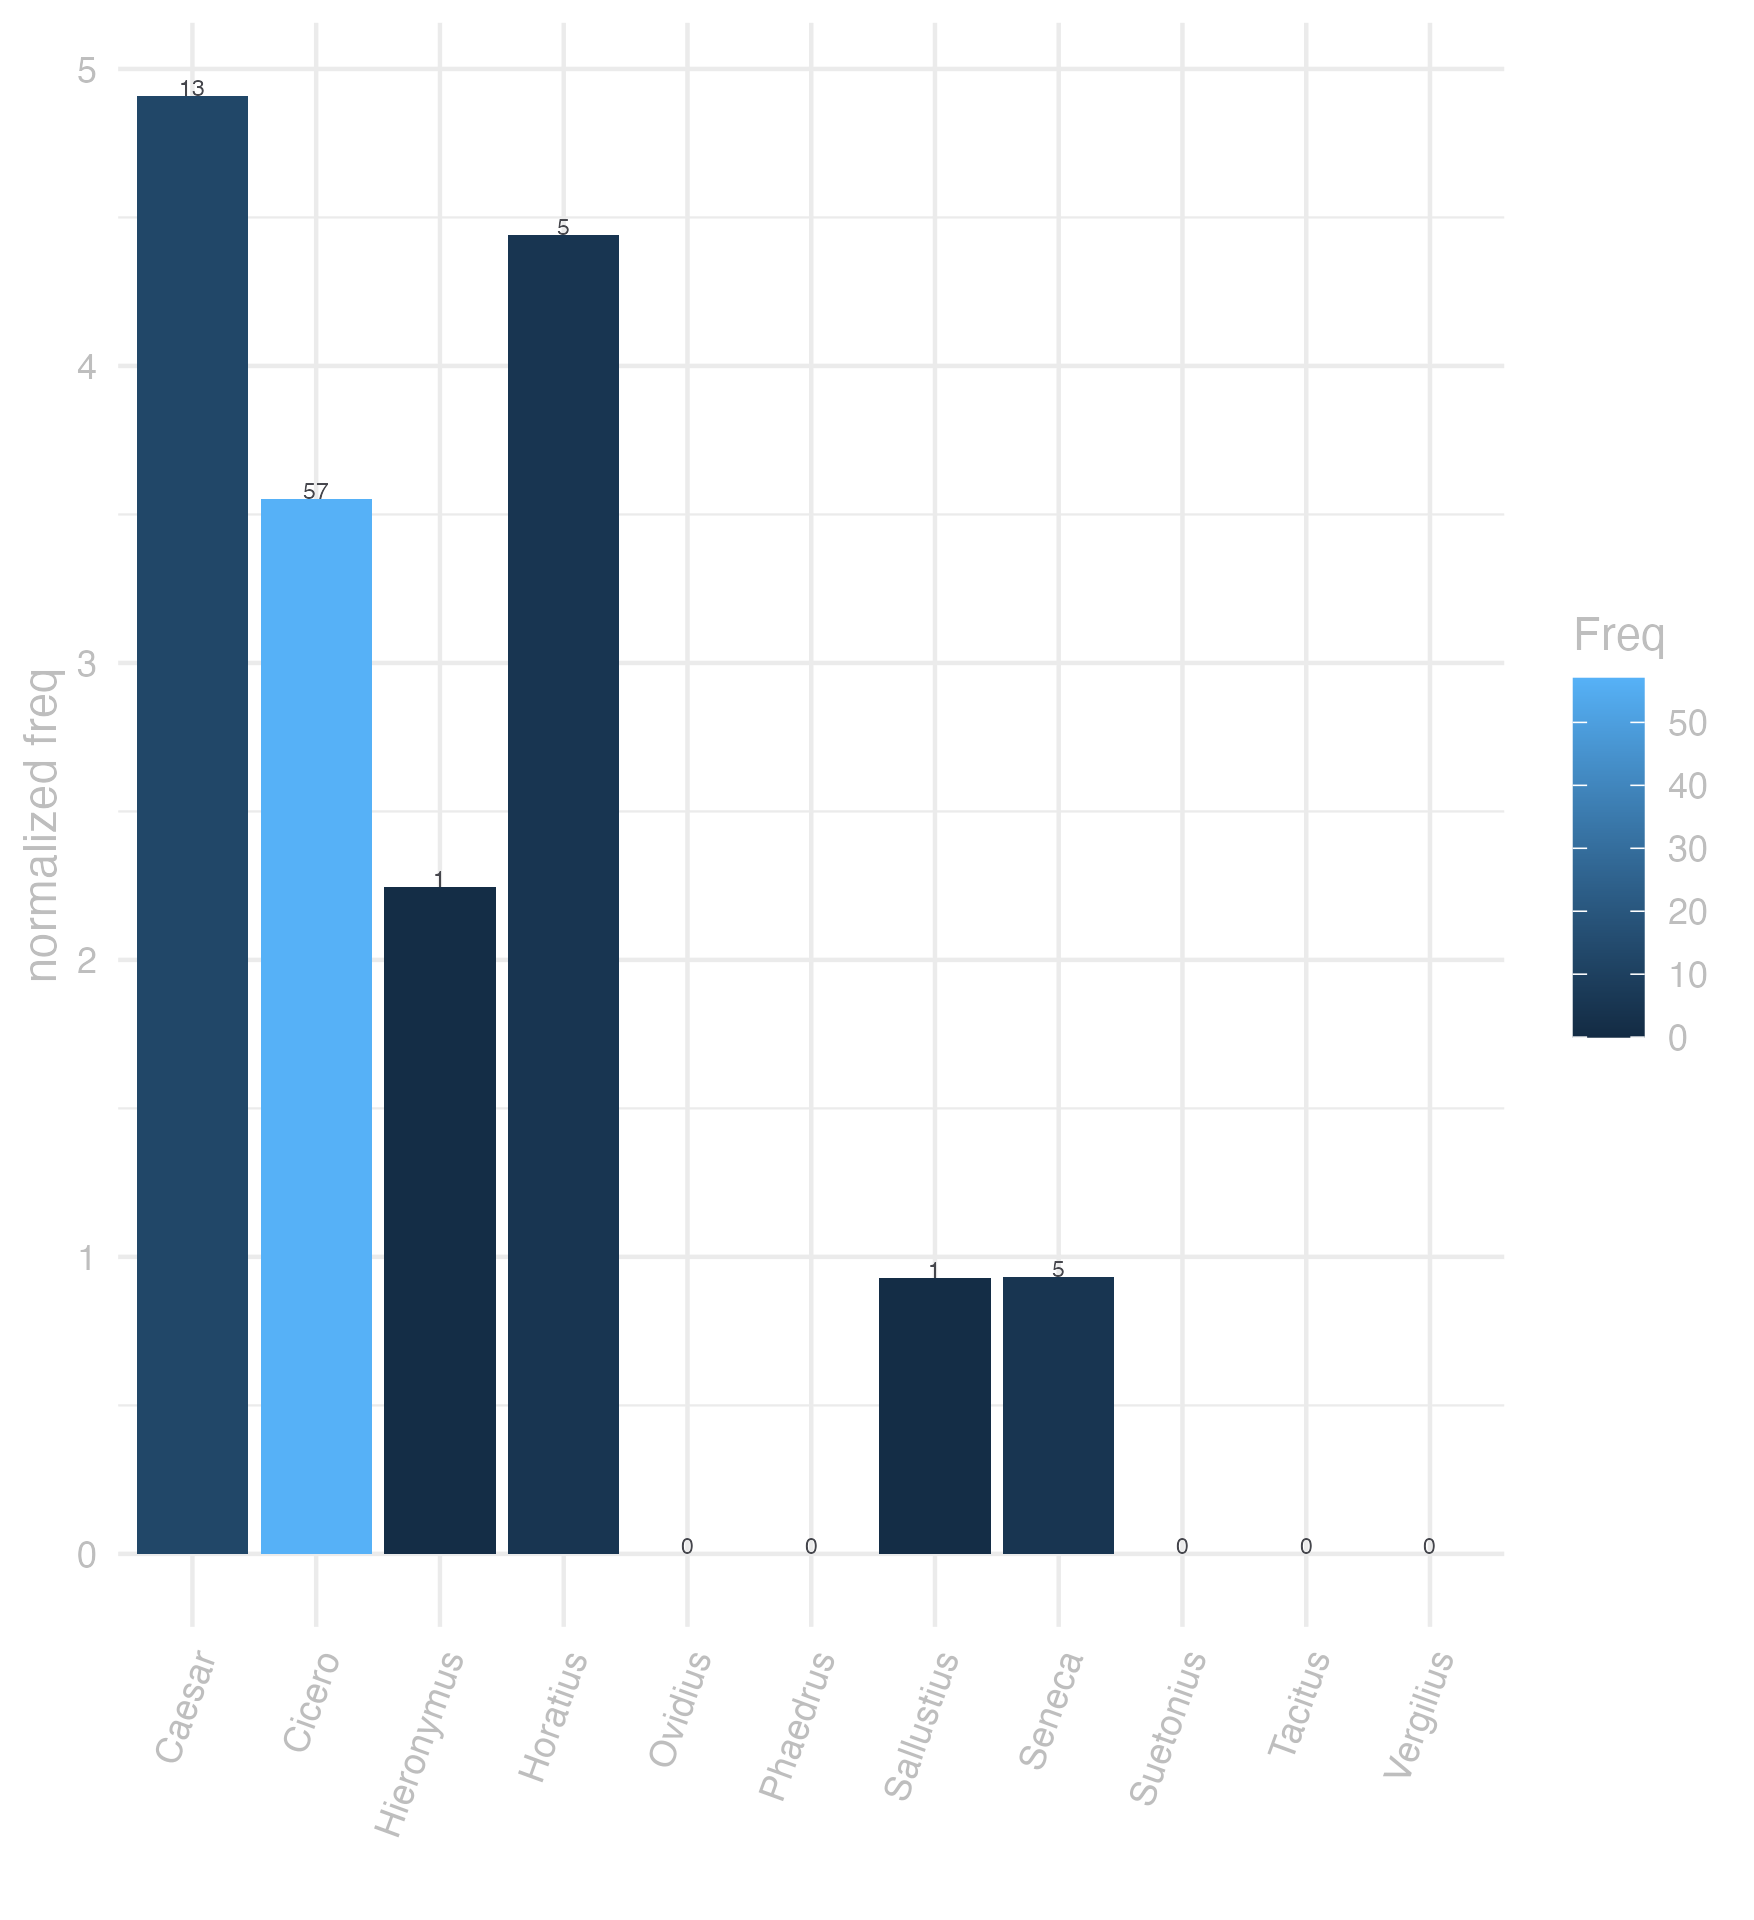 normalized freq
5
4
3
2
1
0
13
57
1
5
0
0
1
5
0
0
0
Caesar
Cicero
Hieronymus
Horatius
Ovidius
Phaedrus
Sallustius
Seneca
Suetonius
Tacitus
Vergilius
Freq
50
40
30
20
10
0